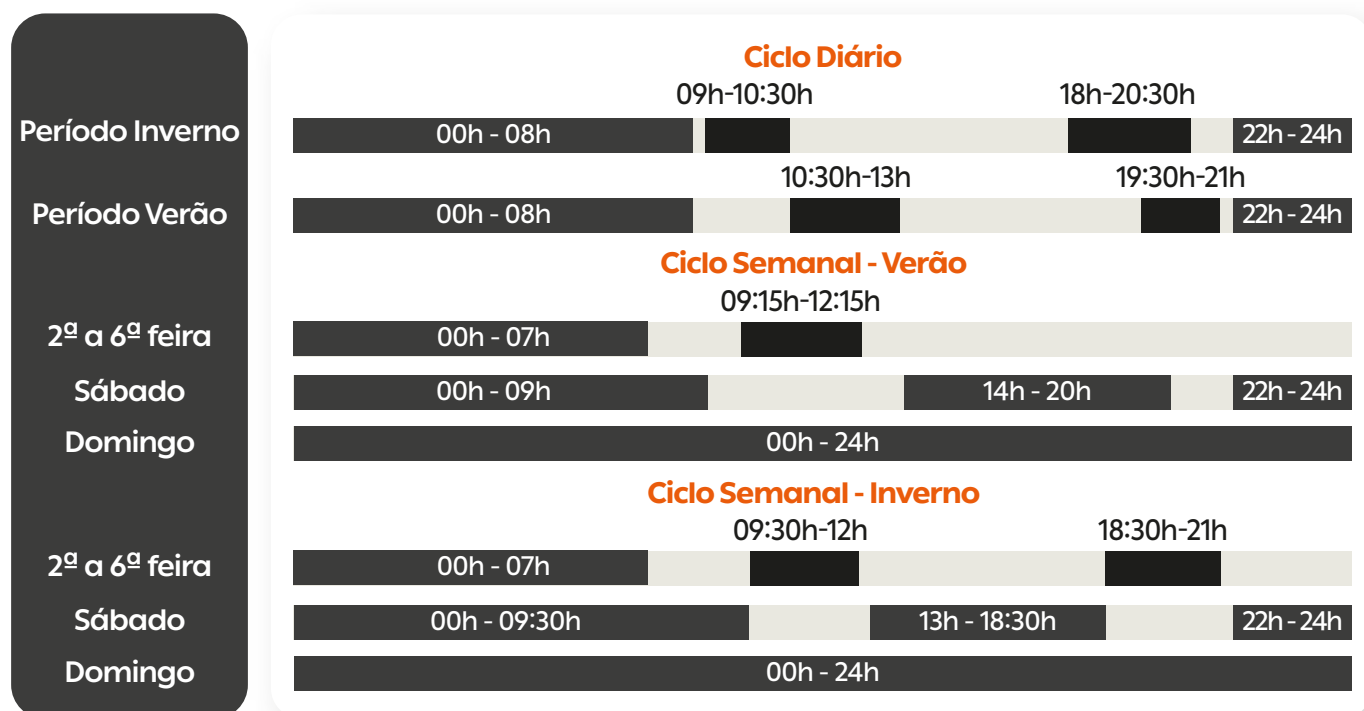 Ciclo Diário
09h-10:30h 18h-20:30h
Período Inverno 00h - 08h 22h - 24h
10:30h-13h 19:30h-21h
Período Verão 00h - 08h 22h - 24h
Ciclo Semanal - Verão
09:15h-12:15h
2ª a 6ª feira 00h - 07h
Sábado 00h - 09h 14h - 20h 22h - 24h
Domingo 00h - 24h
Ciclo Semanal - Inverno
09:30h-12h 18:30h-21h
2ª a 6ª feira 00h - 07h
Sábado 00h - 09:30h 13h - 18:30h 22h - 24h
Domingo 00h - 24h